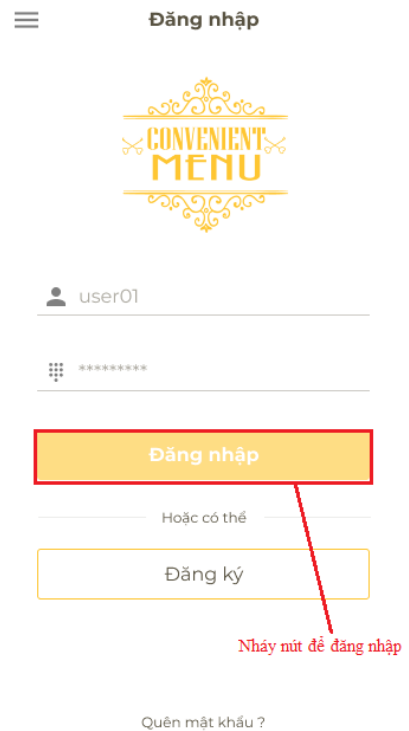 Đăng nhập
CONVENIENT
MENU
user01
*********
Đăng nhập
Hoặc có thể
Đăng ký
Nháy nút để đăng nhập
Quên mật khẩu ?